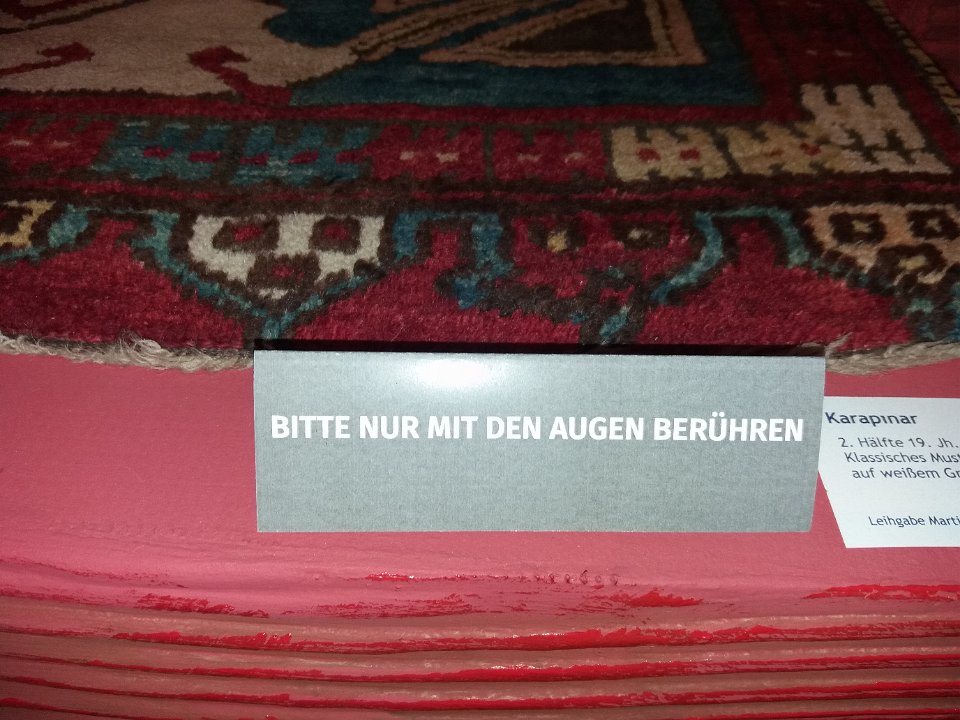 BITTE NUR MIT DEN AUGEN BERÜHREN
Karapınar
2. Hälfte 19. Jh.
Klassisches
auf weißem
Leihgabe